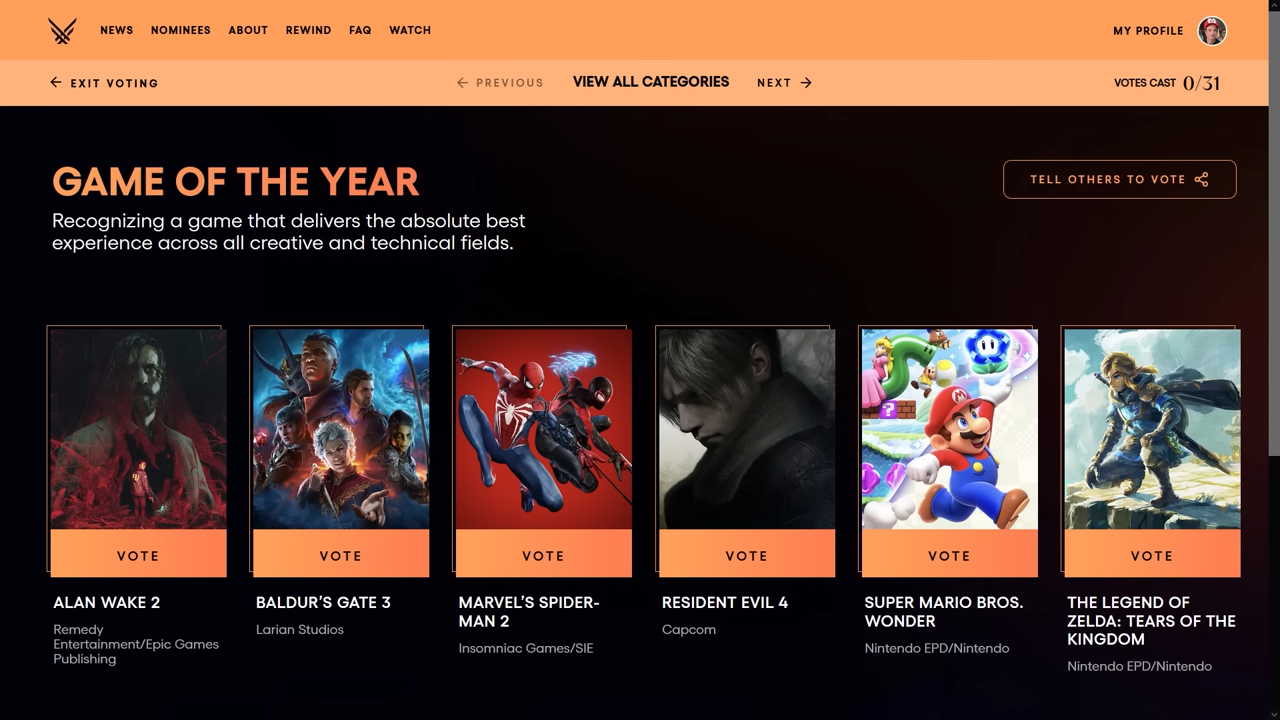 NEWS NOMINEES ABOUT REWIND FAQ WATCH MY PROFILE
EXIT VOTING PREVIOUS VIEW ALL CATEGORIES NEXT VOTES CAST 0/31
GAME OF THE YEAR
TELL OTHERS TO VOTE
Recognizing a game that delivers the absolute best
experience across all creative and technical fields.
VOTE VOTE VOTE VOTE VOTE VOTE
ALAN WAKE 2
Remedy
Entertainment/Epic Games
Publishing
BALDUR’S GATE 3
Larian Studios
MARVEL’S SPIDER-
MAN 2
Insomniac Games/SIE
RESIDENT EVIL 4
Capcom
SUPER MARIO BROS.
WONDER
Nintendo EPD/Nintendo
THE LEGEND OF
ZELDA: TEARS OF THE
KINGDOM
Nintendo EPD/Nintendo